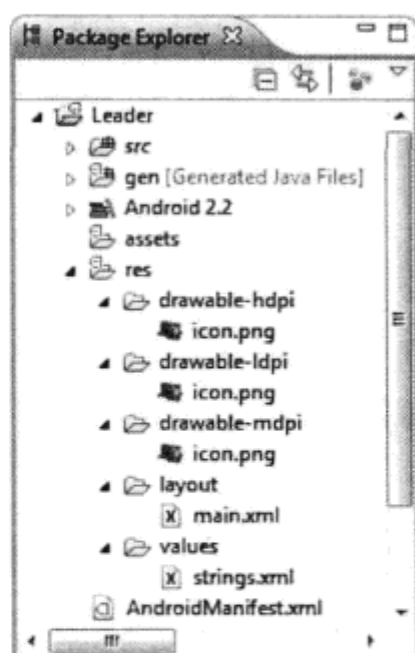 Package Explorer
Leader
src
gen [Generated Java Files]
Android 2.2
assets
res
drawable-hdpi
icon.png
drawable-ldpi
icon.png
drawable-mdpi
icon.png
layout
main.xml
values
strings.xml
AndroidManifest.xml